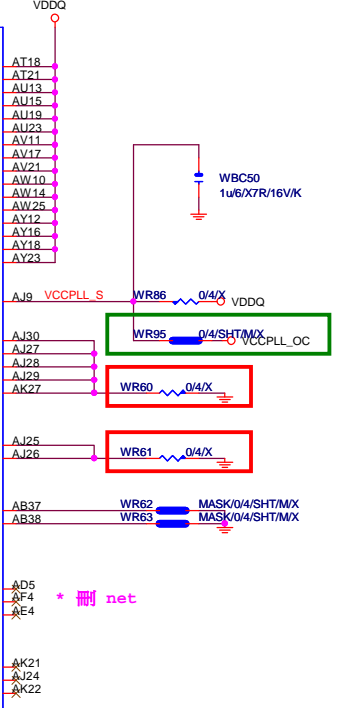 VDDQ
AT18
AT21
AU13
AU15
AU19
AU23
AV11
AV17
AV21
AW10
AW14
AW25
AY12
AY16
AY18
AY23
WBC50
1u/6/X7R/16V/K
AJ9 VCCPLL_S WR86 0/4/X VDDQ
AJ30 WR95 0/4/SHT/M/X VCCPLL_OC
AJ27
AJ28
AJ29
AK27 WR60 0/4/X
AJ25
AJ26 WR61 0/4/X
AB37 WR62 MASK/0/4/SHT/M/X
AB38 WR63 MASK/0/4/SHT/M/X
AD5
AF4 * net
AE4
AK21
AJ24
AK22